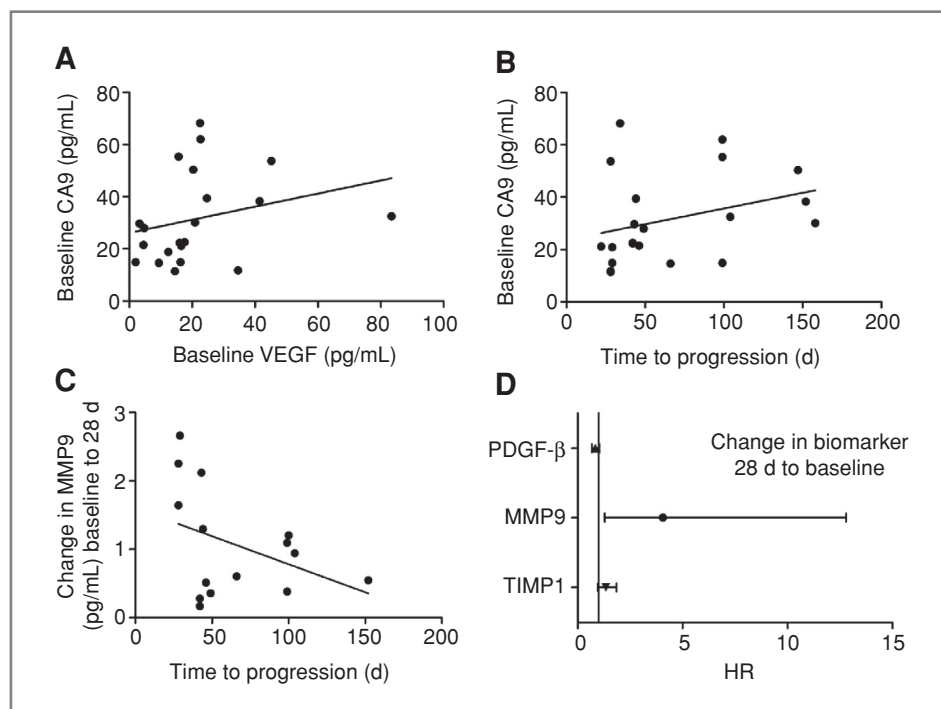 A
80
60
40
20
0
Baseline CA9 (pg/mL)
0 20 40 60 80 100
Baseline VEGF (pg/mL)
B
80
60
40
20
0
Baseline CA9 (pg/mL)
0 50 100 150 200
Time to progression (d)
C
3
2
1
0
Change in MMP9
(pg/mL) baseline to 28 d
0 50 100 150 200
Time to progression (d)
D
Change in biomarker
28 d to baseline
PDGF-β
MMP9
TIMP1
0 5 10 15
HR